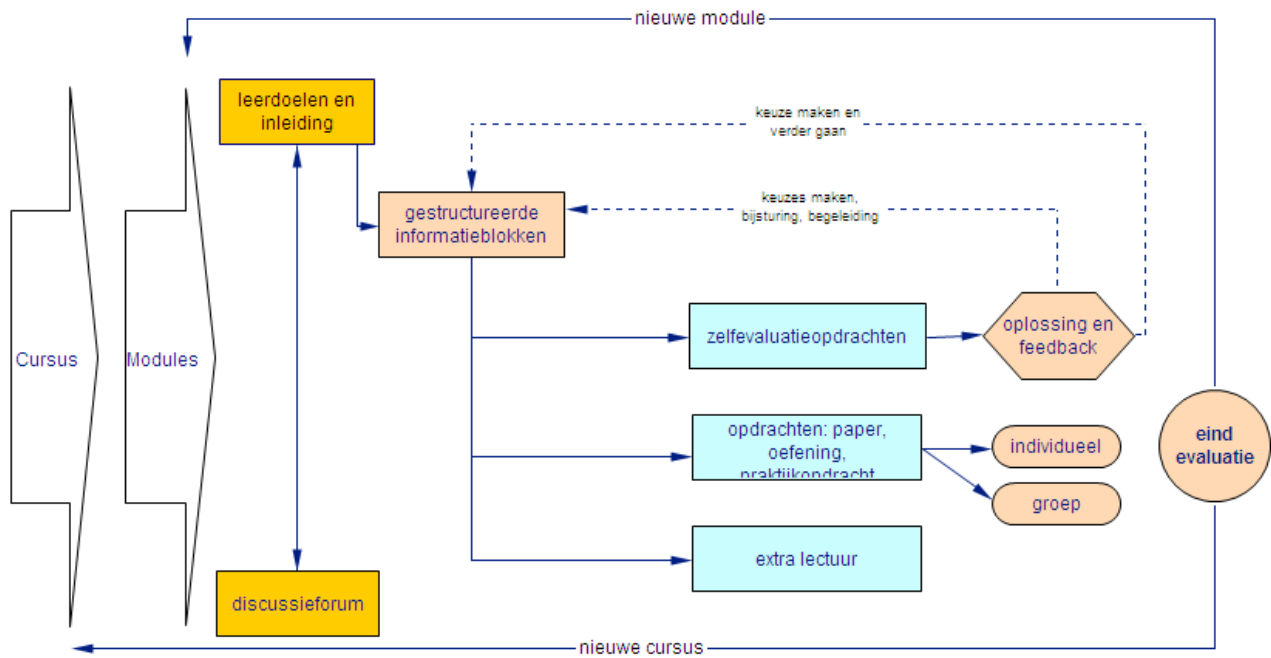 nieuwe module
leerdoelen en
inleiding
keuze maken en
verder gaan
gestructureerde
informatieblokken
keuzes maken,
bijsturing, begeleiding
Cursus
Modules
zelfevaluatieopdrachten
oplossing en
feedback
opdrachten: paper,
oefening,
praktijkopdracht
individueel
groep
eind
evaluatie
extra lectuur
discussieforum
nieuwe cursus